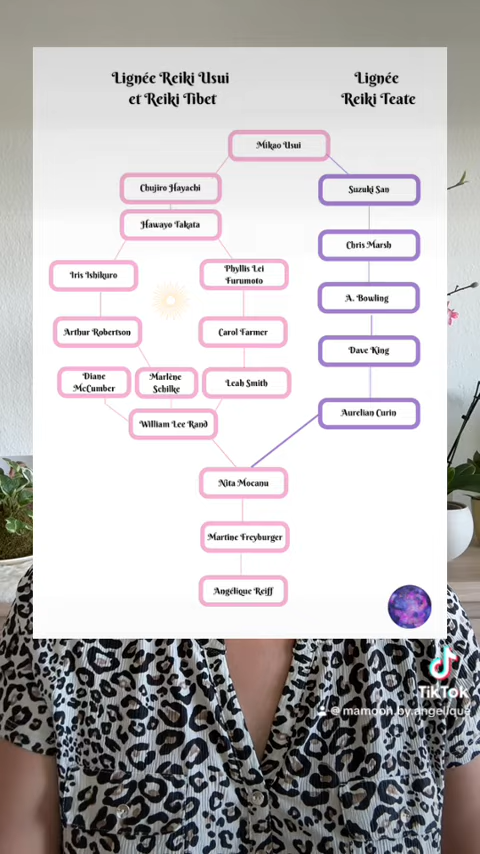 Lignée Reiki Usui
et Reiki Tibet
Lignée
Reiki Teate
Mikao Usui
Chujiro Hayachi
Suzuki San
Hawayo Takata
Chris Marsh
Iris Ishikuro
Phyllis Lei
Furumoto
A. Bowling
Arthur Robertson
Carol Farmer
Dave King
Diane
McCumber
Marlène
Schilke
Leah Smith
Aurelian Curin
William Lee Rand
Nita Mocanu
Martine Freyburger
Angélique Reiff
TikTok
@mamoon.by.angelique